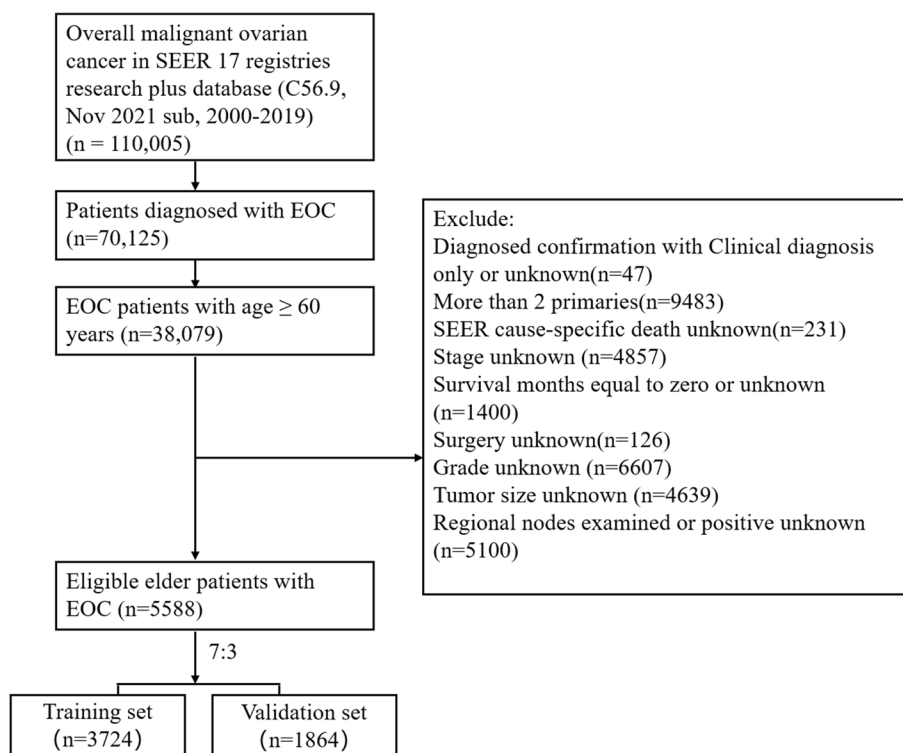 Overall malignant ovarian
cancer in SEER 17 registries
research plus database (C56.9,
Nov 2021 sub, 2000-2019)
(n = 110,005)
Patients diagnosed with EOC
(n=70,125)
EOC patients with age ≥ 60
years (n=38,079)
Exclude:
Diagnosed confirmation with Clinical diagnosis
only or unknown(n=47)
More than 2 primaries(n=9483)
SEER cause-specific death unknown(n=231)
Stage unknown (n=4857)
Survival months equal to zero or unknown
(n=1400)
Surgery unknown(n=126)
Grade unknown (n=6607)
Tumor size unknown (n=4639)
Regional nodes examined or positive unknown
(n=5100)
Eligible elder patients with
EOC (n=5588)
7:3
Training set
(n=3724)
Validation set
(n=1864)